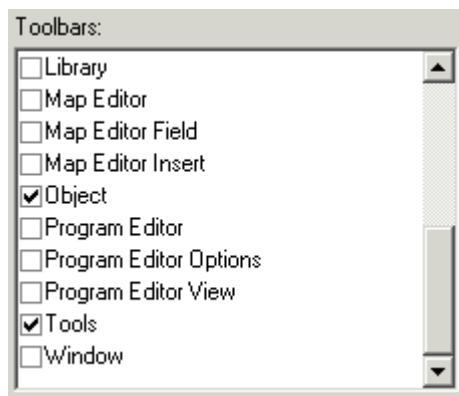 Toolbars:
Library
Map Editor
Map Editor Field
Map Editor Insert
Object
Program Editor
Program Editor Options
Program Editor View
Tools
Window